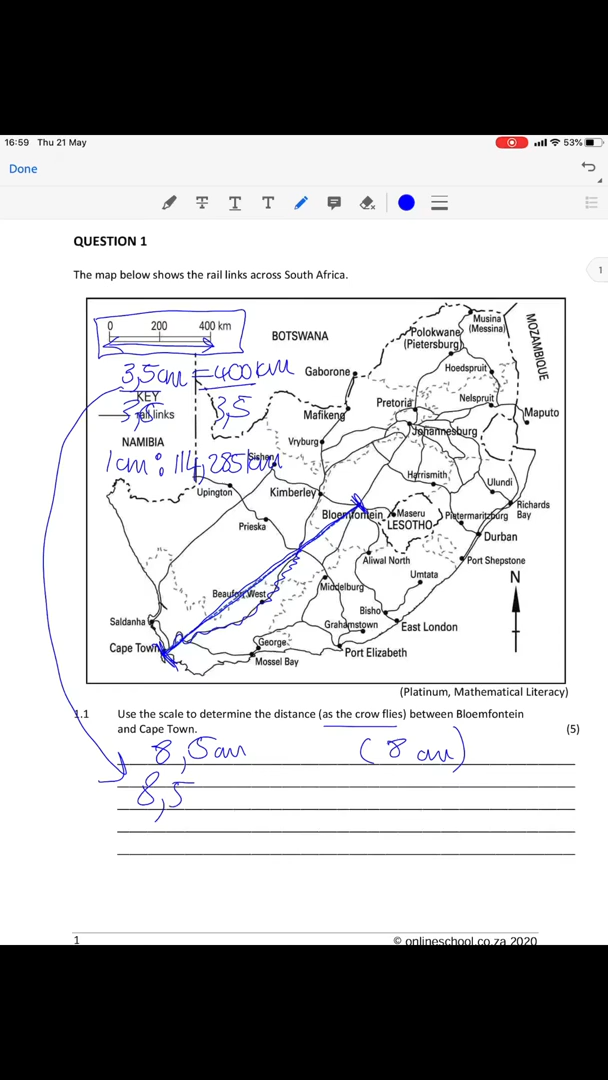 16:59 Thu 21 May
53%
Done
QUESTION 1
1
The map below shows the rail links across South Africa.
0 200 400 km
3,5cm = 400km
3,5 3,5
KEY
rail links
1cm : 114,285km
BOTSWANA
NAMIBIA
MOZAMBIQUE
Musina
(Messina)
Polokwane
(Pietersburg)
Hoedspruit
Gaborone
Pretoria
Nelspruit
Maputo
Mafikeng
Johannesburg
Vryburg
Sishen
Harrismith
Ulundi
Upington
Kimberley
Richards
Bay
Bloemfontein
Maseru
LESOTHO
Pietermaritzburg
Prieska
Durban
Aliwal North
Port Shepstone
Umtata
N
Beaufort West
Middelburg
Bisho
Saldanha
Grahamstown
East London
Cape Town
George
Mossel Bay
Port Elizabeth
(Platinum, Mathematical Literacy)
1.1 Use the scale to determine the distance (as the crow flies) between Bloemfontein
and Cape Town. (5)
8,5cm (8 cm)
8,5
1 © onlineschool.co.za 2020